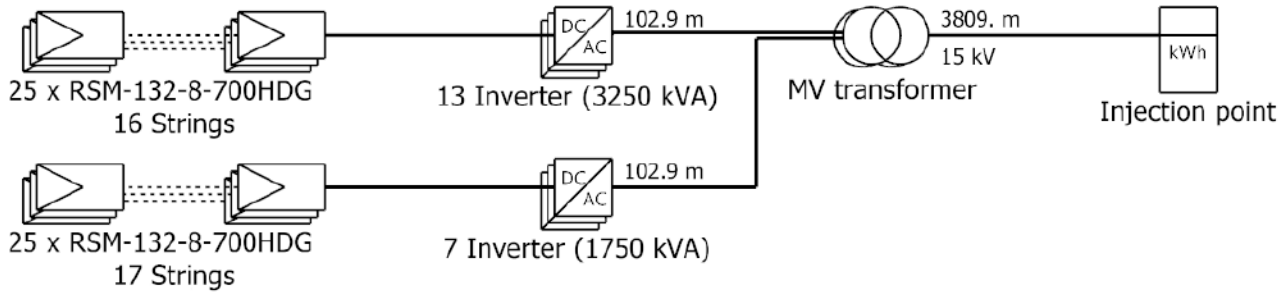 DC
AC
102.9 m
3809. m
15 kV
kWh
25 x RSM-132-8-700HDG
16 Strings
13 Inverter (3250 kVA)
MV transformer
Injection point
DC
AC
102.9 m
25 x RSM-132-8-700HDG
17 Strings
7 Inverter (1750 kVA)